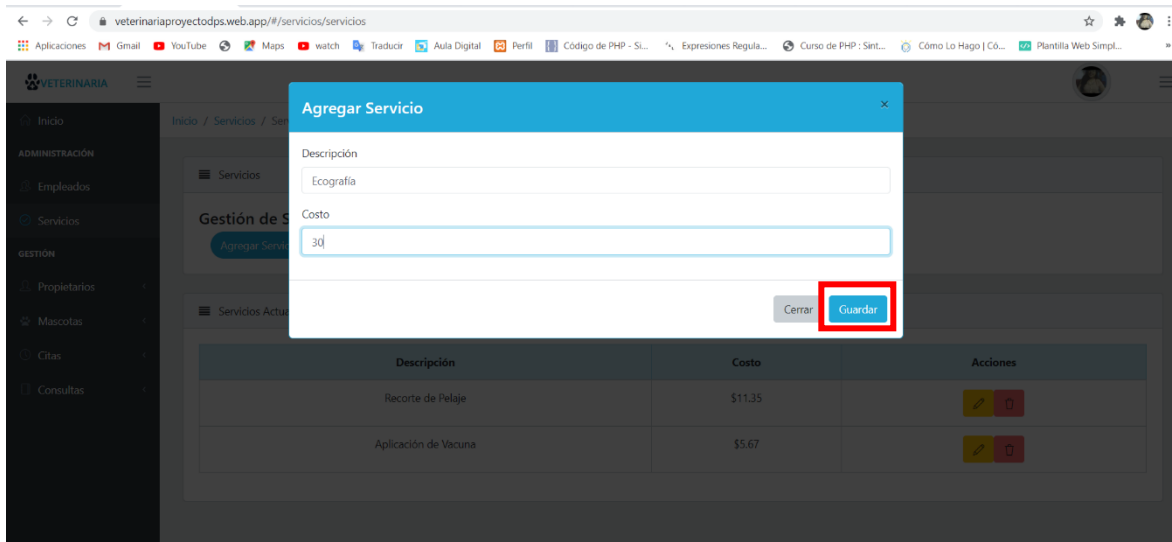 veterinariaproyectodps.web.app/#/servicios/servicios
Aplicaciones Gmail YouTube Maps watch Traducir Aula Digital Perfil Código de PHP - Si... Expresiones Regula... Curso de PHP : Sint... Cómo Lo Hago | Có... Plantilla Web Simpl... »
VETERINARIA
Agregar Servicio ×
Inicio
Inicio / Servicios / Ser
ADMINISTRACIÓN
Descripción
Servicios
Ecografía
Empleados
Servicios
Gestión de S
Costo
30
Agregar Servic
GESTIÓN
Propietarios
Cerrar Guardar
Servicios Actua
Mascotas
Citas
Descripción Costo Acciones
Consultas
Recorte de Pelaje $11.35
Aplicación de Vacuna $5.67